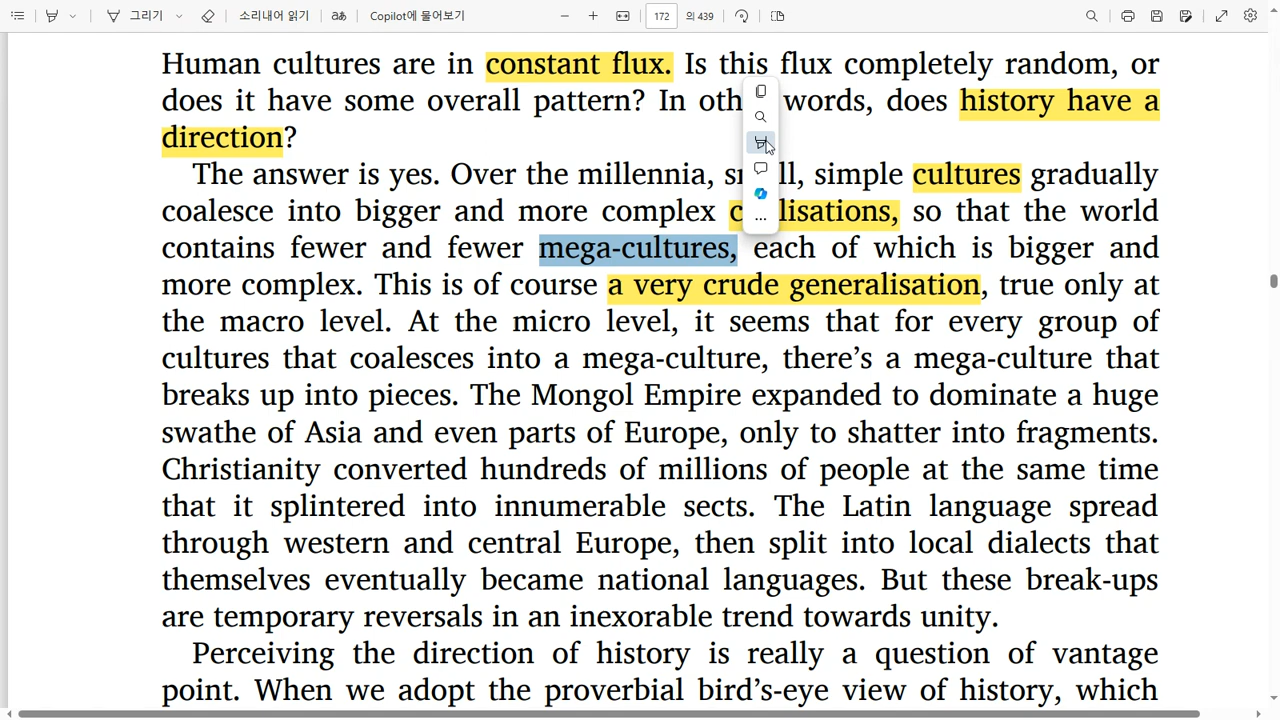 그리기 소리내어 읽기 aあ Copilot에 물어보기 172 의 439
Human cultures are in constant flux. Is this flux completely random, or
does it have some overall pattern? In oth words, does history have a
direction?
The answer is yes. Over the millennia, sm ll, simple cultures gradually
coalesce into bigger and more complex c lisations, so that the world
contains fewer and fewer mega-cultures, each of which is bigger and
more complex. This is of course a very crude generalisation, true only at
the macro level. At the micro level, it seems that for every group of
cultures that coalesces into a mega-culture, there’s a mega-culture that
breaks up into pieces. The Mongol Empire expanded to dominate a huge
swathe of Asia and even parts of Europe, only to shatter into fragments.
Christianity converted hundreds of millions of people at the same time
that it splintered into innumerable sects. The Latin language spread
through western and central Europe, then split into local dialects that
themselves eventually became national languages. But these break-ups
are temporary reversals in an inexorable trend towards unity.
Perceiving the direction of history is really a question of vantage
point. When we adopt the proverbial bird’s-eye view of history, which